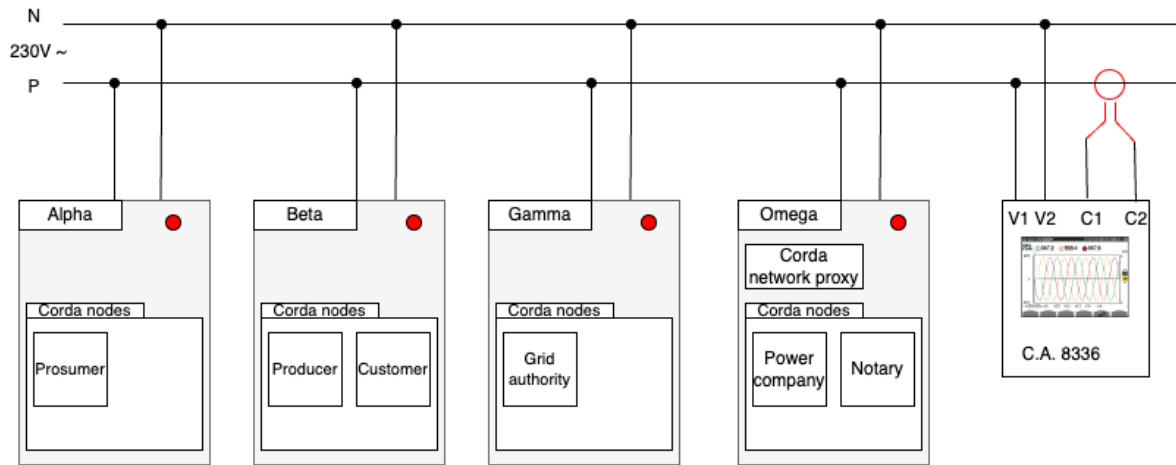 N
230V ~
P
Alpha
Beta
Gamma
Omega
V1 V2 C1 C2
Corda
network proxy
Corda nodes
Corda nodes
Corda nodes
Corda nodes
Prosumer
Producer
Customer
Grid
authority
Power
company
Notary
C.A. 8336